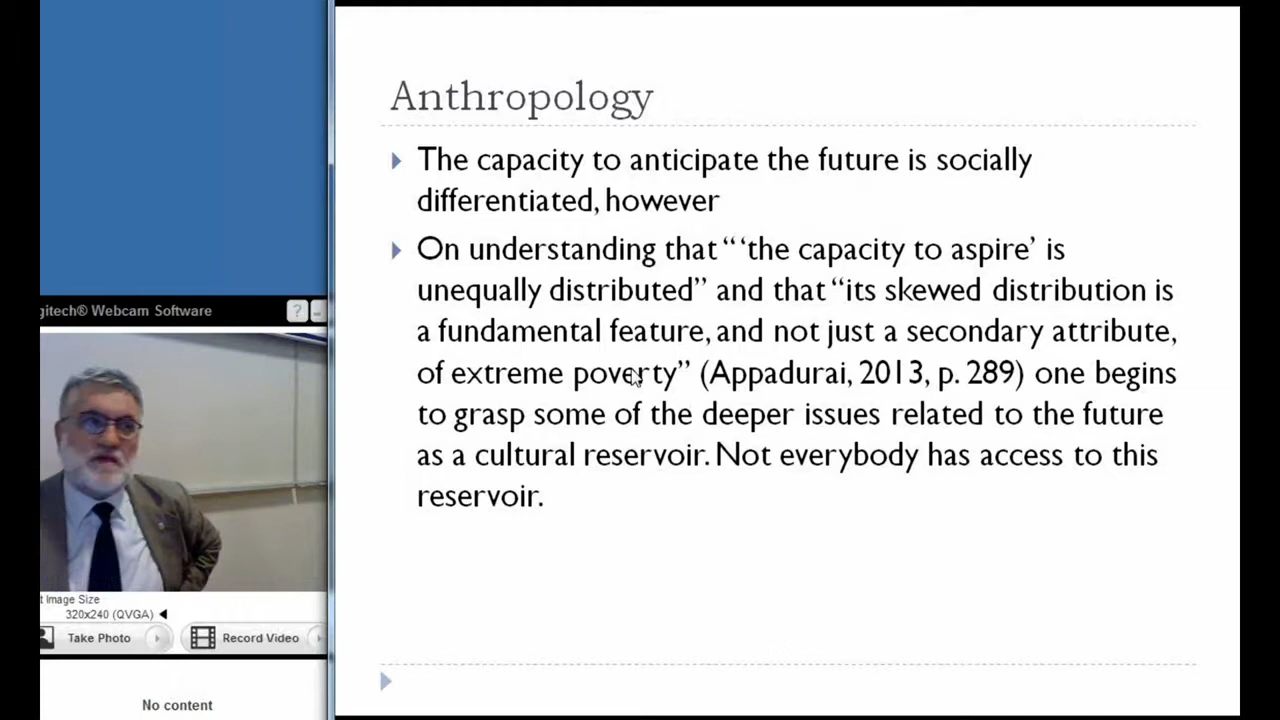 Anthropology
The capacity to anticipate the future is socially
differentiated, however
On understanding that “ ‘the capacity to aspire’ is
unequally distributed” and that “its skewed distribution is
a fundamental feature, and not just a secondary attribute,
of extreme poverty” (Appadurai, 2013, p. 289) one begins
to grasp some of the deeper issues related to the future
as a cultural reservoir. Not everybody has access to this
reservoir.
gitech® Webcam Software
?
t Image Size
320x240 (QVGA)
Take Photo
Record Video
No content